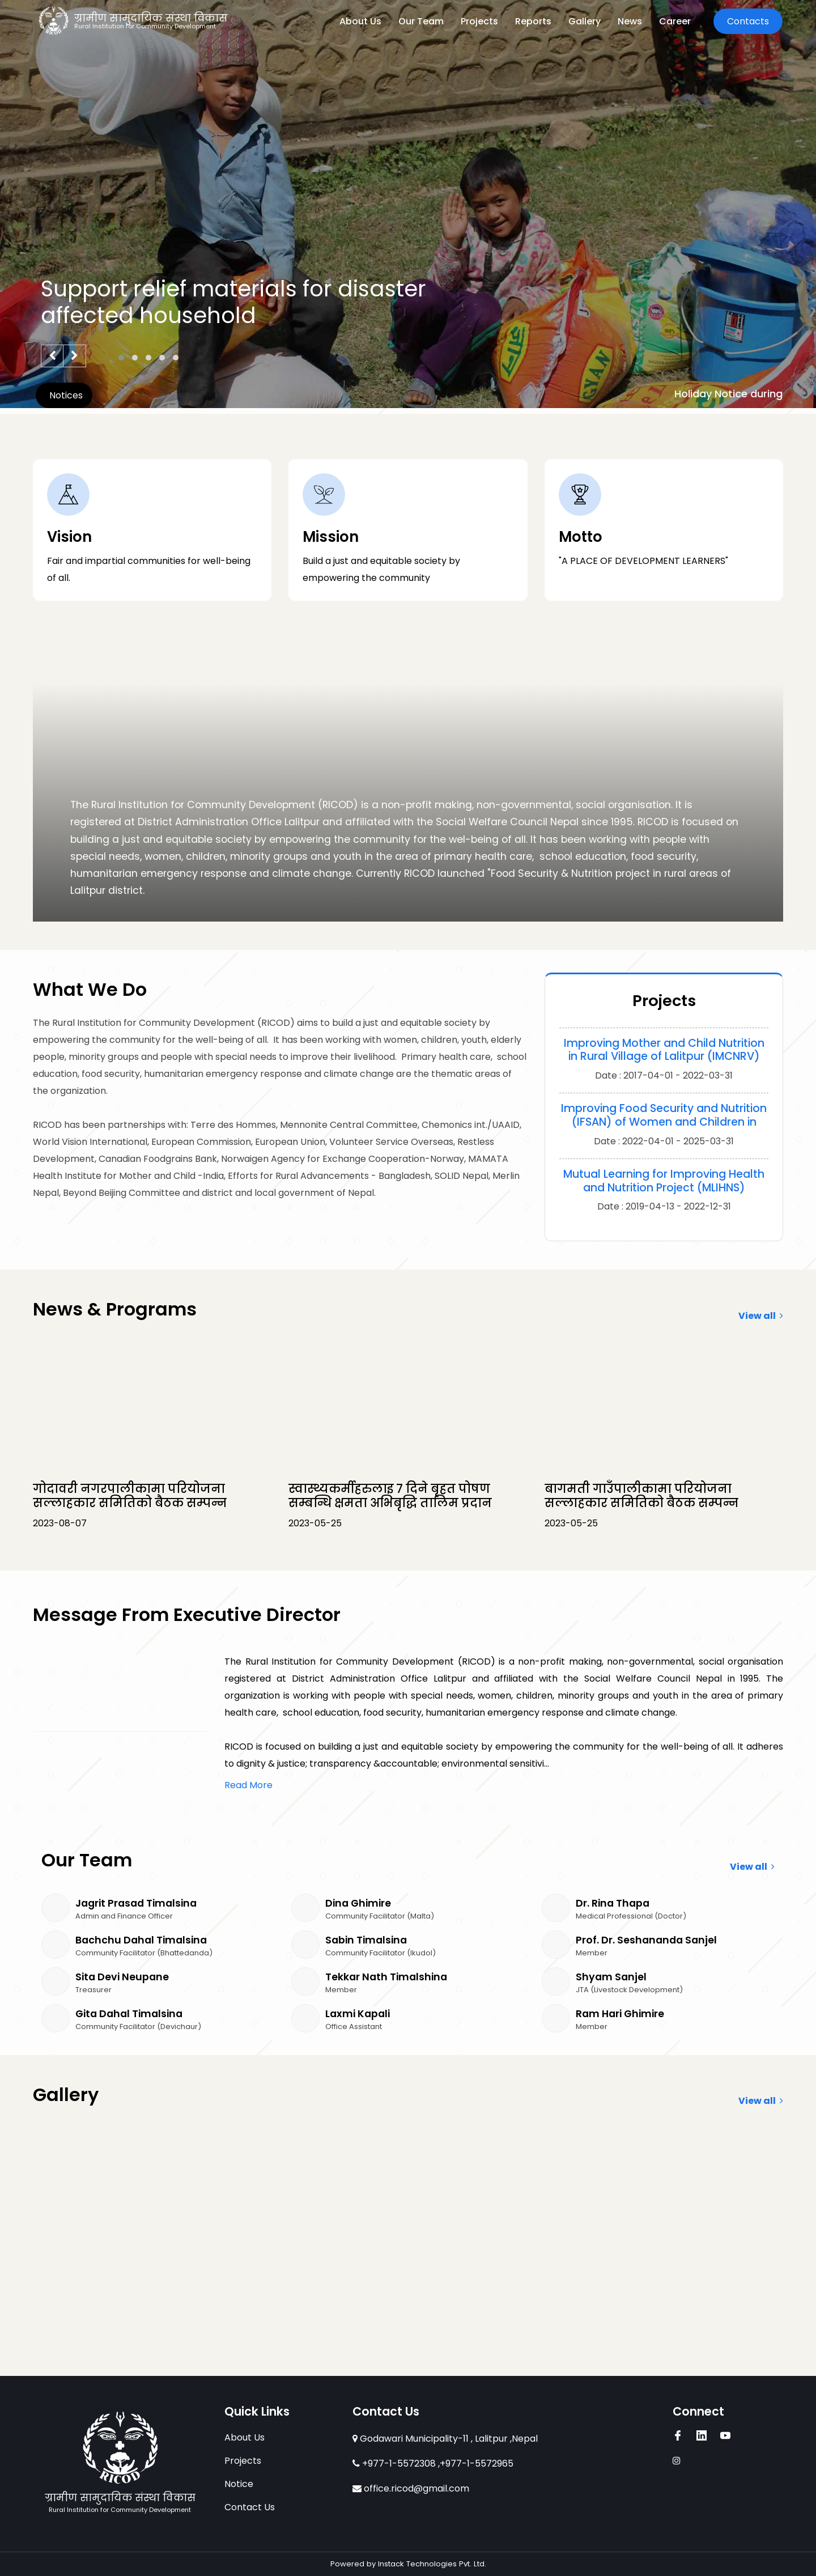 ग्रामीण सामुदायिक संस्था विकास
Rural Institution for Community Development
About Us
Our Team
Projects
Reports
Gallery
News
Career
Contacts
Support relief materials for disaster
affected household
Notices
Holiday Notice during
Vision
Fair and impartial communities for well-being
of all.
Mission
Build a just and equitable society by
empowering the community
Motto
"A PLACE OF DEVELOPMENT LEARNERS"
The Rural Institution for Community Development (RICOD) is a non-profit making, non-governmental, social organisation. It is
registered at District Administration Office Lalitpur and affiliated with the Social Welfare Council Nepal since 1995. RICOD is focused on
building a just and equitable society by empowering the community for the wel-being of all. It has been working with people with
special needs, women, children, minority groups and youth in the area of primary health care,  school education, food security,
humanitarian emergency response and climate change. Currently RICOD launched "Food Security & Nutrition project in rural areas of
Lalitpur district.
What We Do
The Rural Institution for Community Development (RICOD) aims to build a just and equitable society by
empowering the community for the well-being of all.  It has been working with women, children, youth, elderly
people, minority groups and people with special needs to improve their livelihood.  Primary health care,  school
education, food security, humanitarian emergency response and climate change are the thematic areas of
the organization.
RICOD has been partnerships with: Terre des Hommes, Mennonite Central Committee, Chemonics int./UAAID,
World Vision International, European Commission, European Union, Volunteer Service Overseas, Restless
Development, Canadian Foodgrains Bank, Norwaigen Agency for Exchange Cooperation-Norway, MAMATA
Health Institute for Mother and Child -India, Efforts for Rural Advancements - Bangladesh, SOLID Nepal, Merlin
Nepal, Beyond Beijing Committee and district and local government of Nepal.
Projects
Improving Mother and Child Nutrition
in Rural Village of Lalitpur (IMCNRV)
Date : 2017-04-01 - 2022-03-31
Improving Food Security and Nutrition
(IFSAN) of Women and Children in
Date : 2022-04-01 - 2025-03-31
Mutual Learning for Improving Health
and Nutrition Project (MLIHNS)
Date : 2019-04-13 - 2022-12-31
News & Programs
View all
गोदावरी नगरपालीकामा परियोजना
सल्लाहकार समितिको बैठक सम्पन्न
2023-08-07
स्वास्थ्यकर्मीहरुलाइ ७ दिने बृहत पोषण
सम्बन्धि क्षमता अभिबृद्धि तालिम प्रदान
2023-05-25
बागमती गाउँपालीकामा परियोजना
सल्लाहकार समितिको बैठक सम्पन्न
2023-05-25
Message From Executive Director
The Rural Institution for Community Development (RICOD) is a non-profit making, non-governmental, social organisation
registered at District Administration Office Lalitpur and affiliated with the Social Welfare Council Nepal in 1995. The
organization is working with people with special needs, women, children, minority groups and youth in the area of primary
health care,  school education, food security, humanitarian emergency response and climate change.
RICOD is focused on building a just and equitable society by empowering the community for the well-being of all. It adheres
to dignity & justice; transparency &accountable; environmental sensitivi...
Read More
Our Team
View all
Jagrit Prasad Timalsina
Admin and Finance Officer
Dina Ghimire
Community Facilitator (Malta)
Dr. Rina Thapa
Medical Professional (Doctor)
Bachchu Dahal Timalsina
Community Facilitator (Bhattedanda)
Sabin Timalsina
Community Facilitator (Ikudol)
Prof. Dr. Seshananda Sanjel
Member
Sita Devi Neupane
Treasurer
Tekkar Nath Timalshina
Member
Shyam Sanjel
JTA (Livestock Development)
Gita Dahal Timalsina
Community Facilitator (Devichaur)
Laxmi Kapali
Office Assistant
Ram Hari Ghimire
Member
Gallery
View all
RICOD
ग्रामीण सामुदायिक संस्था विकास
Rural Institution for Community Development
Quick Links
About Us
Projects
Notice
Contact Us
Contact Us
Godawari Municipality-11 , Lalitpur ,Nepal
+977-1-5572308 ,+977-1-5572965
office.ricod@gmail.com
Connect
Powered by Instack Technologies Pvt. Ltd.